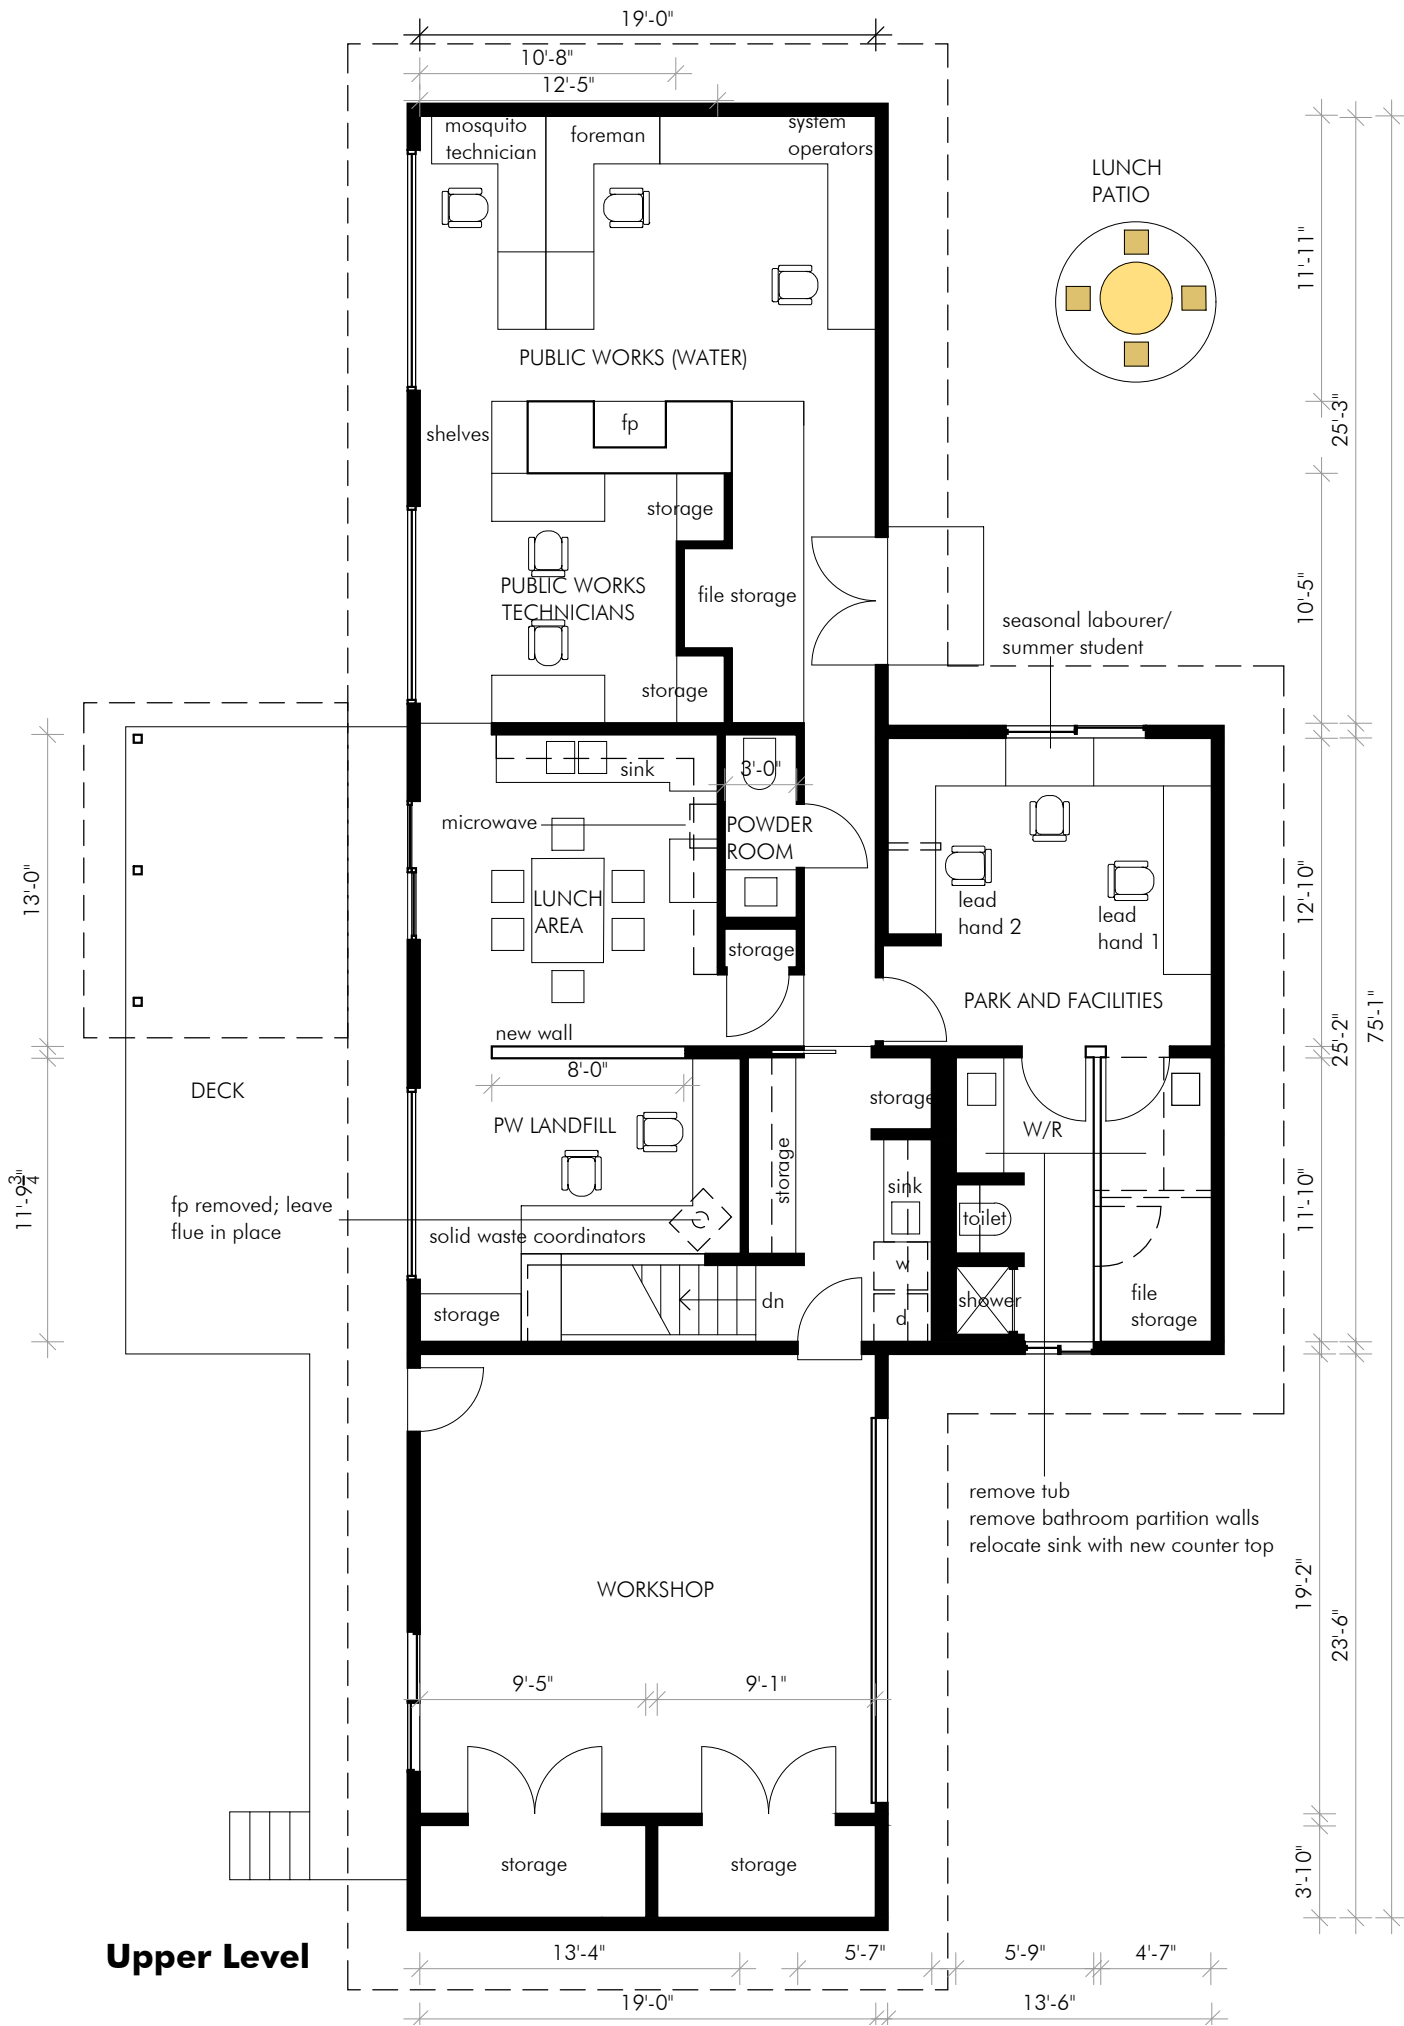 19'-0"
10'-8"
12'-5"
mosquito
technician
foreman
system
operators
LUNCH
PATIO
11'-11"
PUBLIC WORKS (WATER)
shelves
fp
25'-3"
storage
PUBLIC WORKS
TECHNICIANS
file storage
10'-5"
seasonal labourer/
summer student
storage
sink
3'-0"
microwave
POWDER
ROOM
13'-0"
LUNCH
AREA
lead
hand 2
lead
hand 1
12'-10"
storage
PARK AND FACILITIES
75'-1"
new wall
25'-2"
8'-0"
DECK
storage
PW LANDFILL
W/R
storage
11'-9 3/4"
sink
fp removed; leave
flue in place
toilet
11'-10"
solid waste coordinators
w
storage
dn
d
shower
file
storage
remove tub
remove bathroom partition walls
relocate sink with new counter top
WORKSHOP
19'-2"
23'-6"
9'-5"
9'-1"
storage
storage
3'-10"
Upper Level
13'-4"
5'-7"
5'-9"
4'-7"
19'-0"
13'-6"